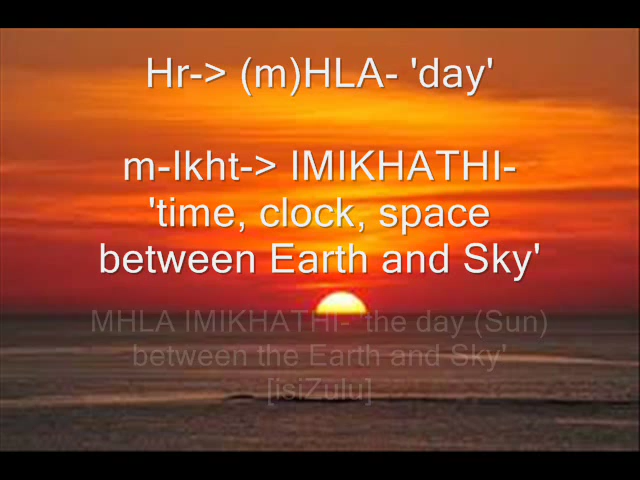 Hr-> (m)HLA- 'day'
m-Ikht-> IMIKHATHI-
'time, clock, space
between Earth and Sky'
MHLA IMIKHATHI- 'the day (Sun)
between the Earth and Sky'
[isiZulu]